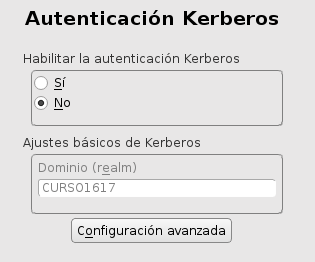 Autenticación Kerberos
Habilitar la autenticación Kerberos
Sí
No
Ajustes básicos de Kerberos
Dominio (realm)
CURSO1617
Configuración avanzada